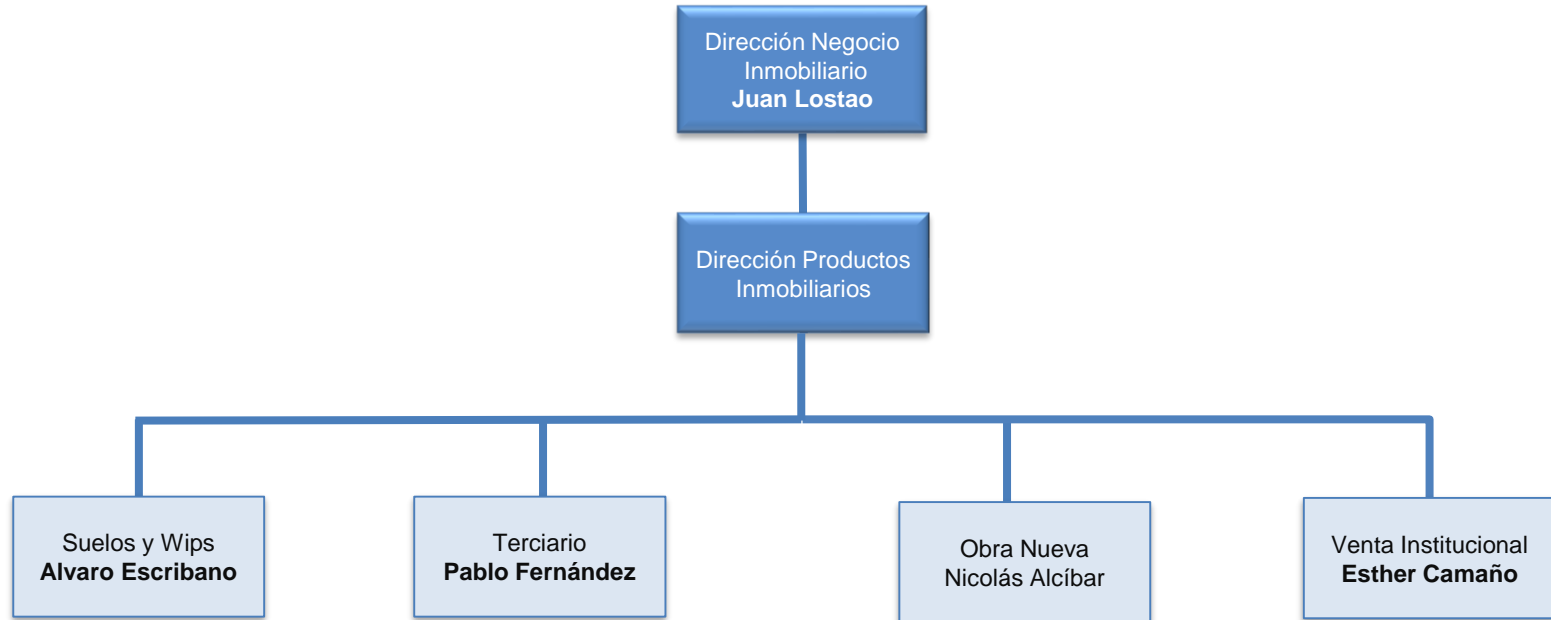 Dirección Negocio
Inmobiliario
Juan Lostao
Dirección Productos
Inmobiliarios
Suelos y Wips
Alvaro Escribano
Terciario
Pablo Fernández
Obra Nueva
Nicolás Alcíbar
Venta Institucional
Esther Camaño